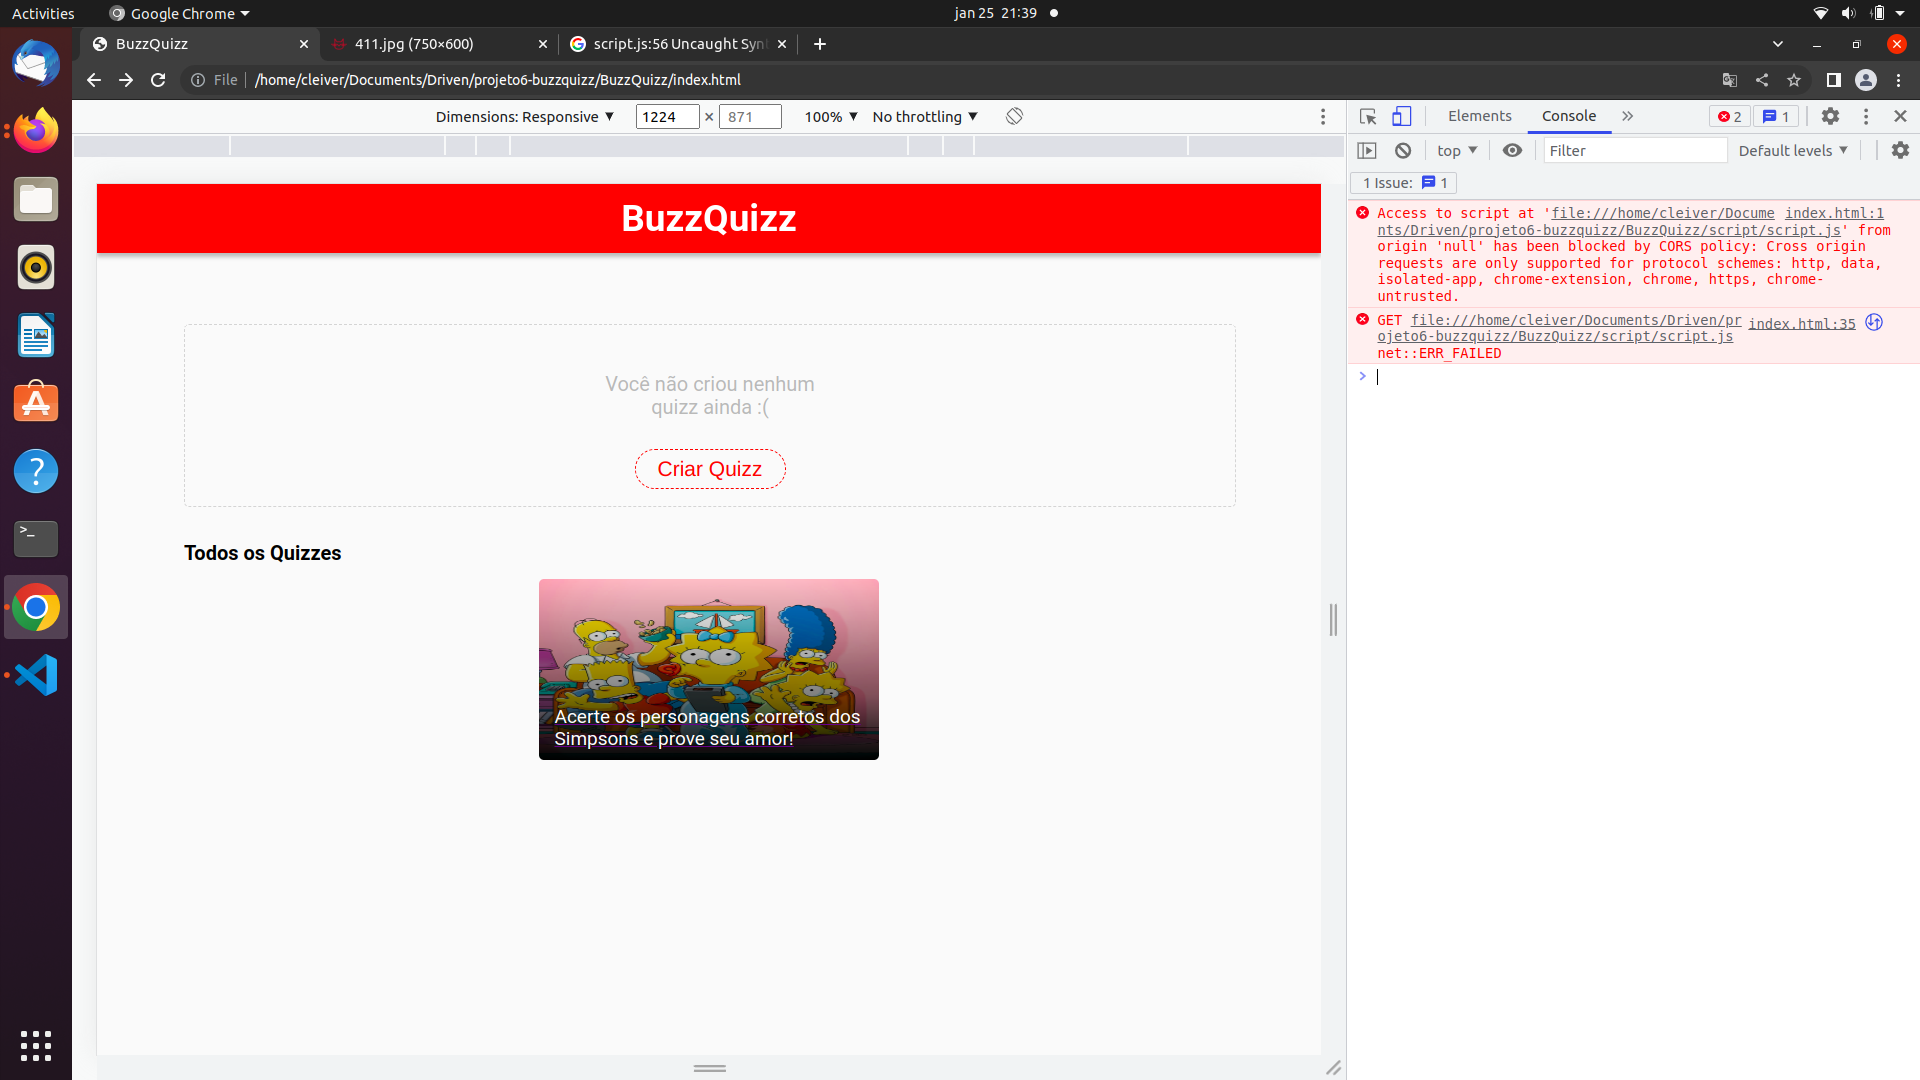 Activities
Google Chrome
jan 25 21:39
BuzzQuizz
411.jpg (750×600)
script.js:56 Uncaught Syn
File
/home/cleiver/Documents/Driven/projeto6-buzzquizz/BuzzQuizz/index.html
Dimensions: Responsive ▼
1224 × 871
100% ▼
No throttling ▼
Elements
Console
2
1
top ▼
Filter
Default levels ▼
1 Issue: 1
Access to script at 'file:///home/cleiver/Docume index.html:1
nts/Driven/projeto6-buzzquizz/BuzzQuizz/script/script.js' from
origin 'null' has been blocked by CORS policy: Cross origin
requests are only supported for protocol schemes: http, data,
isolated-app, chrome-extension, chrome, https, chrome-
untrusted.
GET file:///home/cleiver/Documents/Driven/pr index.html:35
ojeto6-buzzquizz/BuzzQuizz/script/script.js
net::ERR_FAILED
BuzzQuizz
Você não criou nenhum
quizz ainda :(
Criar Quizz
Todos os Quizzes
Acerte os personagens corretos dos
Simpsons e prove seu amor!